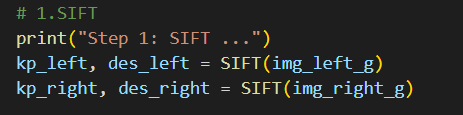 # 1.SIFT
print("Step 1: SIFT ...")
kp_left, des_left = SIFT(img_left_g)
kp_right, des_right = SIFT(img_right_g)